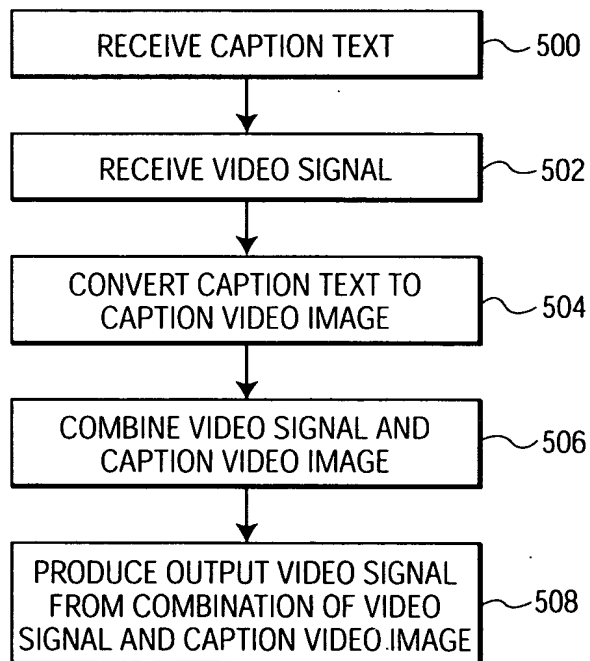 RECEIVE CAPTION TEXT
500
RECEIVE VIDEO SIGNAL
502
CONVERT CAPTION TEXT TO
CAPTION VIDEO IMAGE
504
COMBINE VIDEO SIGNAL AND
CAPTION VIDEO IMAGE
506
PRODUCE OUTPUT VIDEO SIGNAL
FROM COMBINATION OF VIDEO
SIGNAL AND CAPTION VIDEO IMAGE
508